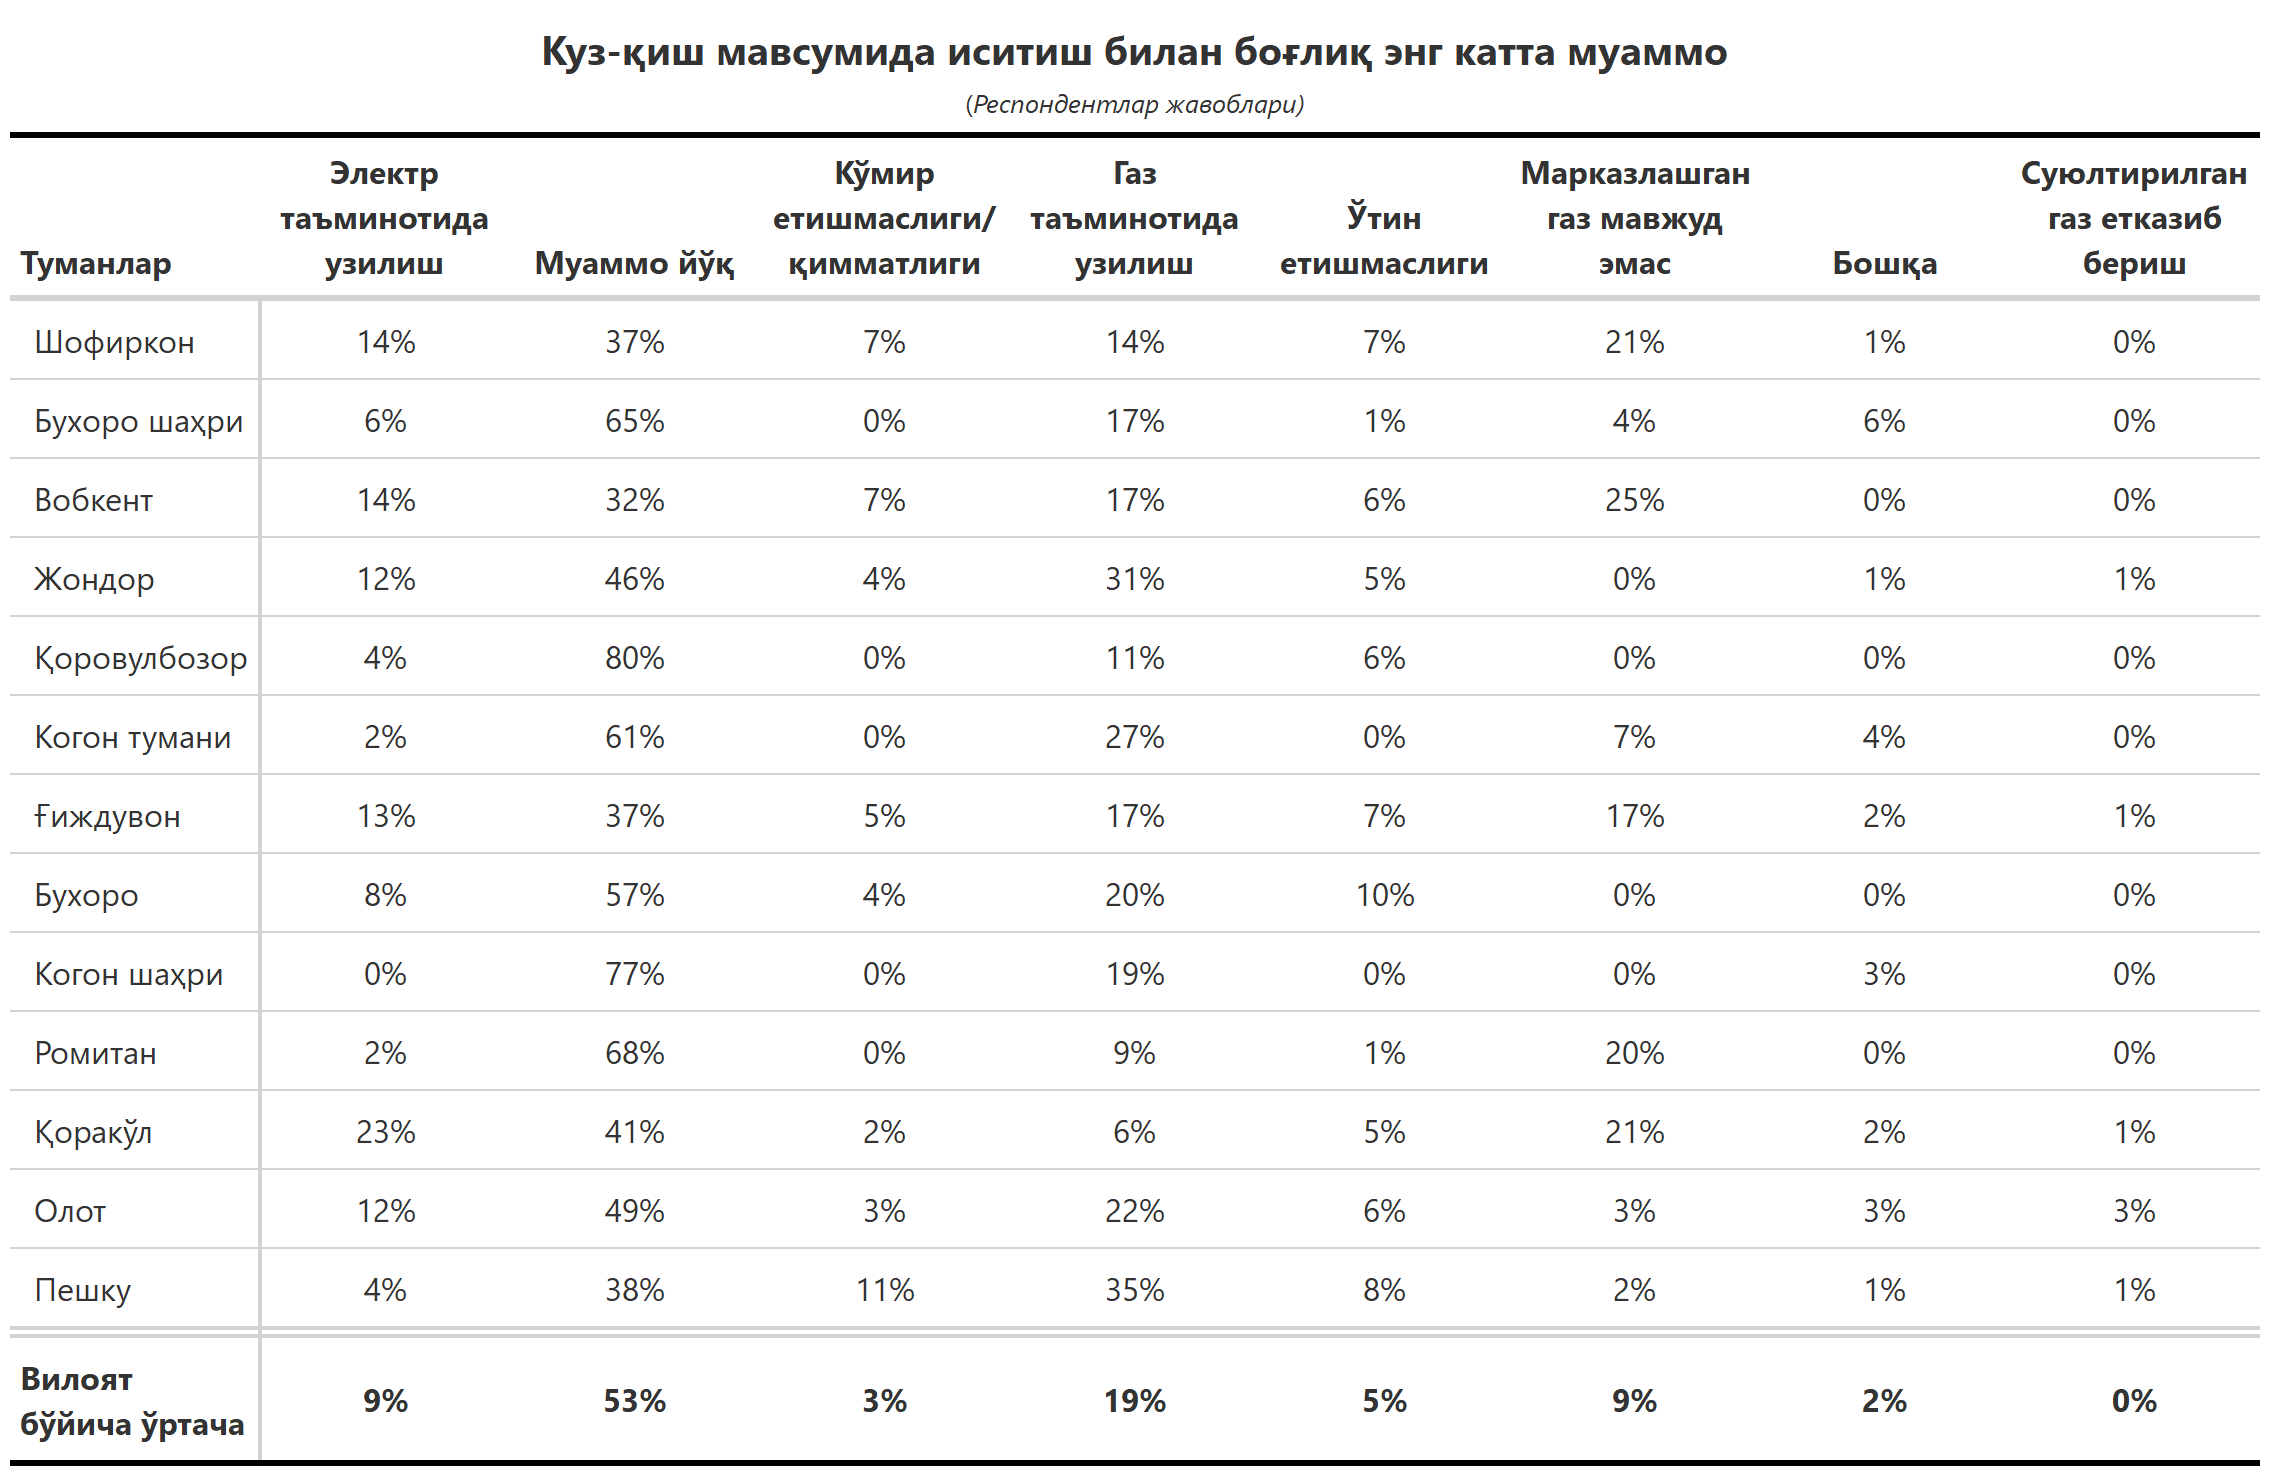 Куз-қиш мавсумида иситиш билан боғлиқ энг катта муаммо
(Респондентлар жавоблари)
Туманлар Электр таъминотида узилиш Муаммо йўқ Кўмир етишмаслиги/ қимматлиги Газ таъминотида узилиш Ўтин етишмаслиги Марказлашган газ мавжуд эмас Бошқа Суюлтирилган газ етказиб бериш
Шофиркон 14% 37% 7% 14% 7% 21% 1% 0%
Бухоро шаҳри 6% 65% 0% 17% 1% 4% 6% 0%
Вобкент 14% 32% 7% 17% 6% 25% 0% 0%
Жондор 12% 46% 4% 31% 5% 0% 1% 1%
Қоровулбозор 4% 80% 0% 11% 6% 0% 0% 0%
Когон тумани 2% 61% 0% 27% 0% 7% 4% 0%
Ғиждувон 13% 37% 5% 17% 7% 17% 2% 1%
Бухоро 8% 57% 4% 20% 10% 0% 0% 0%
Когон шаҳри 0% 77% 0% 19% 0% 0% 3% 0%
Ромитан 2% 68% 0% 9% 1% 20% 0% 0%
Қоракўл 23% 41% 2% 6% 5% 21% 2% 1%
Олот 12% 49% 3% 22% 6% 3% 3% 3%
Пешку 4% 38% 11% 35% 8% 2% 1% 1%
Вилоят бўйича ўртача 9% 53% 3% 19% 5% 9% 2% 0%